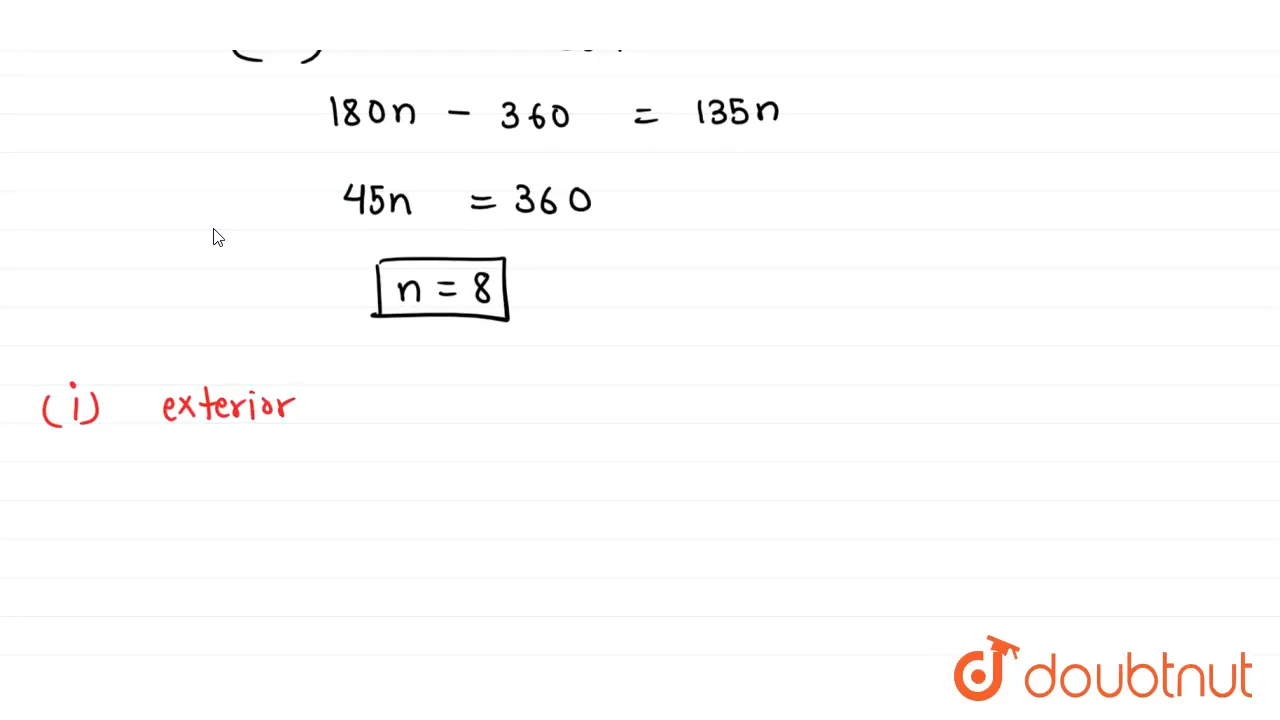 180n - 360 = 135n
45n = 360
n = 8
(i) exterior
doubtnut